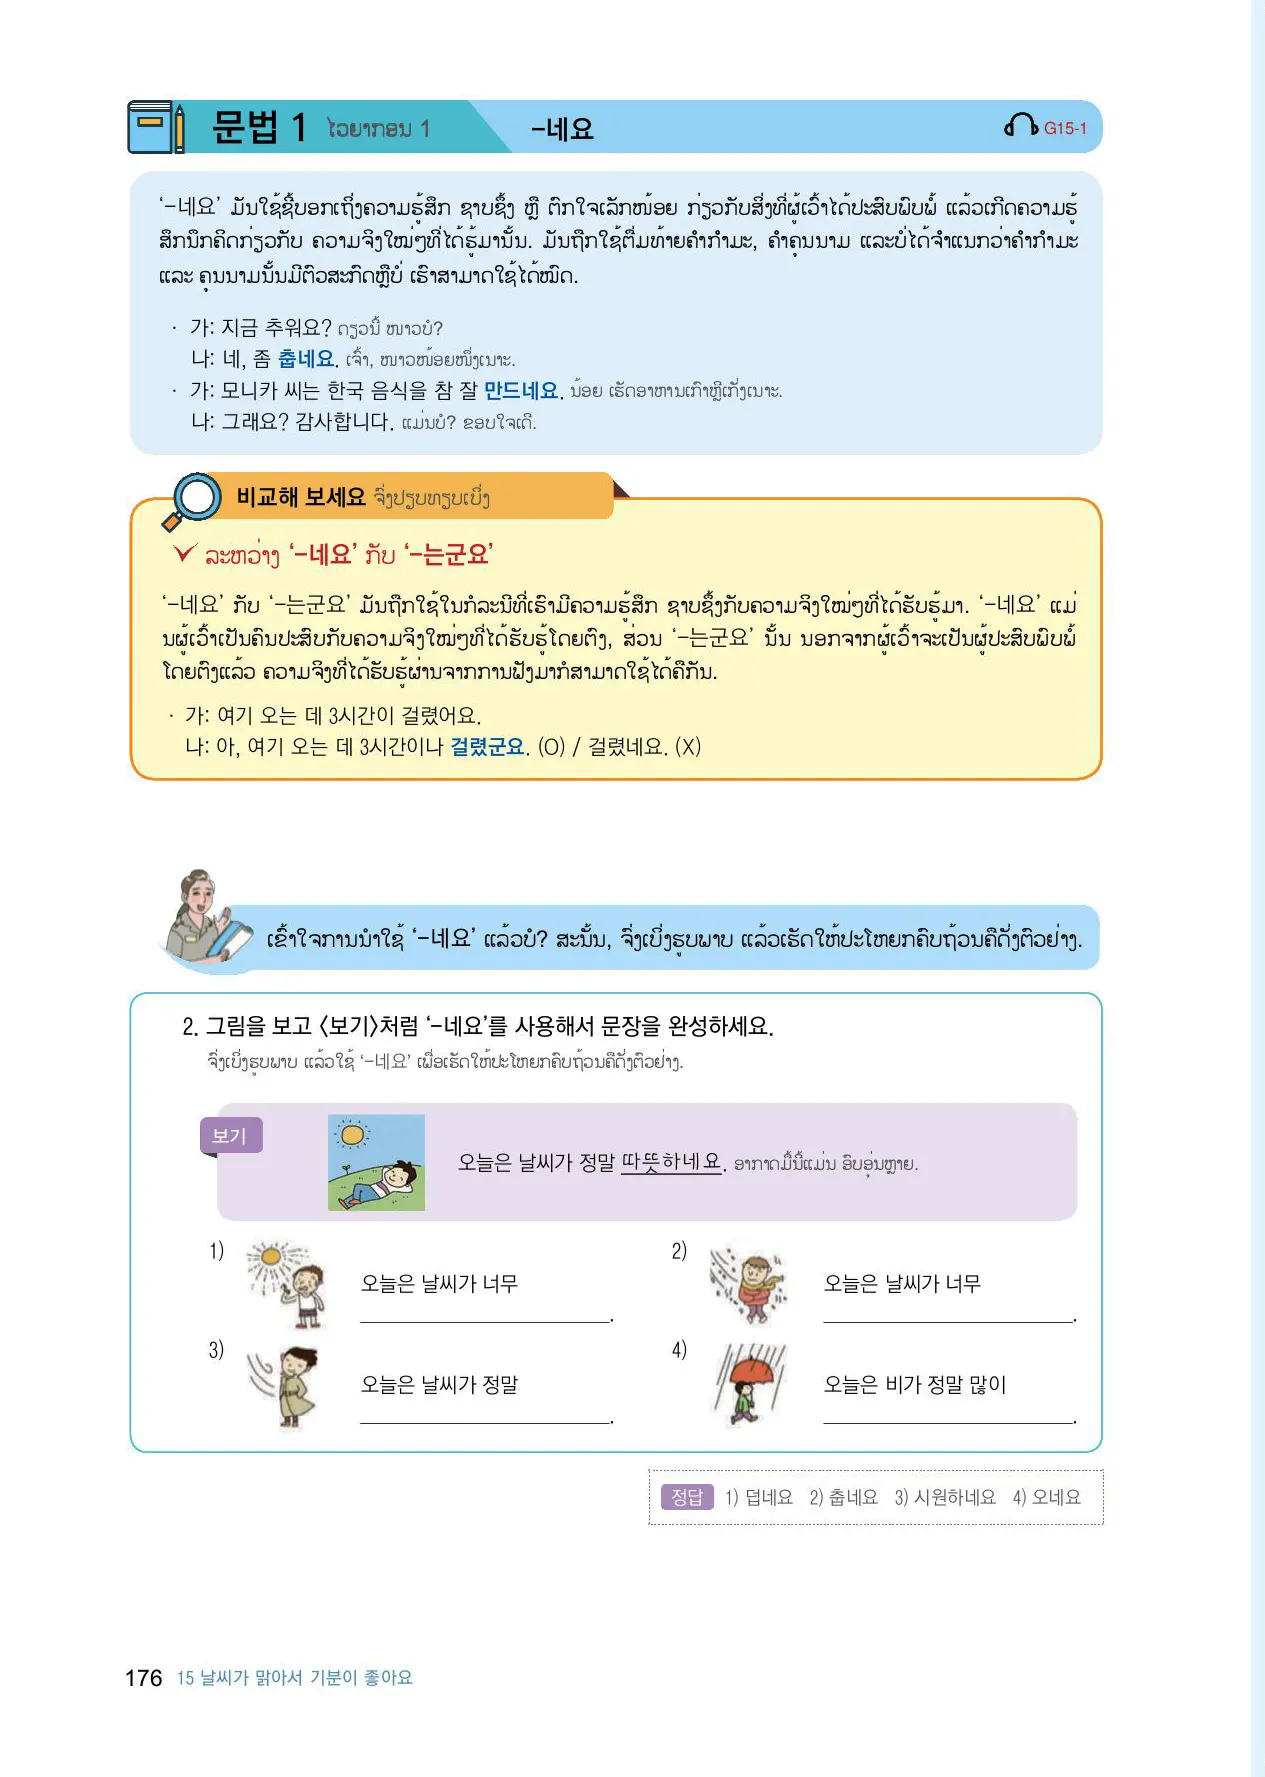 문법 1 ໄວຍາກອນ 1 -네요 G15-1
‘-네요’ ມັນໃຊ້ຊີ້ບອກເຖິງຄວາມຮູ້ສຶກ ຊາບຊຶ້ງ ຫຼື ຕົກໃຈເລັກໜ້ອຍ ກ່ຽວກັບສິ່ງທີ່ຜູ້ເວົ້າໄດ້ປະສົບພົບພໍ້ ແລ້ວເກີດຄວາມຮູ້
ສຶກນຶກຄິດກ່ຽວກັບ ຄວາມຈິງໃໝ່ໆທີ່ໄດ້ຮູ້ມານັ້ນ. ມັນຖືກໃຊ້ຕື່ມທ້າຍຄໍາກໍາມະ, ຄໍາຄຸນນາມ ແລະບໍ່ໄດ້ຈໍາແນກວ່າຄໍາກໍາມະ
ແລະ ຄຸນນາມນັ້ນມີຕົວສະກົດຫຼືບໍ່ ເຮົາສາມາດໃຊ້ໄດ້ໝົດ.
· 가: 지금 추워요? ດຽວນີ້ ໜາວບໍ?
나: 네, 좀 춥네요. ເຈົ້າ, ໜາວໜ້ອຍໜຶ່ງເນາະ.
· 가: 모니카 씨는 한국 음식을 참 잘 만드네요. ນ້ອຍ ເຮັດອາຫານເກົາຫຼີເກັ່ງເນາະ.
나: 그래요? 감사합니다. ແມ່ນບໍ? ຂອບໃຈເດີ.
비교해 보세요 ຈົ່ງປຽບທຽບເບິ່ງ
ລະຫວ່າງ ‘-네요’ ກັບ ‘-는군요’
‘-네요’ ກັບ ‘-는군요’ ມັນຖືກໃຊ້ໃນກໍລະນີທີ່ເຮົາມີຄວາມຮູ້ສຶກ ຊາບຊຶ້ງກັບຄວາມຈິງໃໝ່ໆທີ່ໄດ້ຮັບຮູ້ມາ. ‘-네요’ ແມ່
ນຜູ້ເວົ້າເປັນຄົນປະສົບກັບຄວາມຈິງໃໝ່ໆທີ່ໄດ້ຮັບຮູ້ໂດຍຕົງ, ສ່ວນ ‘-는군요’ ນັ້ນ ນອກຈາກຜູ້ເວົ້າຈະເປັນຜູ້ປະສົບພົບພໍ້
ໂດຍຕົງແລ້ວ ຄວາມຈິງທີ່ໄດ້ຮັບຮູ້ຜ່ານຈາກການຟັງມາກໍສາມາດໃຊ້ໄດ້ຄືກັນ.
· 가: 여기 오는 데 3시간이 걸렸어요.
나: 아, 여기 오는 데 3시간이나 걸렸군요. (O) / 걸렸네요. (X)
ເຂົ້າໃຈການນໍາໃຊ້ ‘-네요’ ແລ້ວບໍ? ສະນັ້ນ, ຈົ່ງເບິ່ງຮູບພາບ ແລ້ວເຮັດໃຫ້ປະໂຫຍກຄົບຖ້ວນຄືດັ່ງຕົວຢ່າງ.
2. 그림을 보고 〈보기〉처럼 ‘-네요’를 사용해서 문장을 완성하세요.
ຈົ່ງເບິ່ງຮູບພາບ ແລ້ວໃຊ້ ‘-네요’ ເພື່ອເຮັດໃຫ້ປະໂຫຍກຄົບຖ້ວນຄືດັ່ງຕົວຢ່າງ.
보기
오늘은 날씨가 정말 따뜻하네요. ອາກາດມື້ນີ້ແມ່ນ ອົບອຸ່ນຫຼາຍ.
1) 오늘은 날씨가 너무 .
2) 오늘은 날씨가 너무 .
3) 오늘은 날씨가 정말 .
4) 오늘은 비가 정말 많이 .
정답 1) 덥네요 2) 춥네요 3) 시원하네요 4) 오네요
176 15 날씨가 맑아서 기분이 좋아요